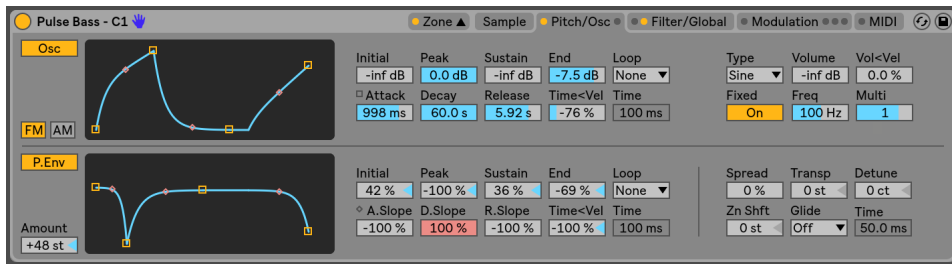 Pulse Bass - C1 Zone Sample Pitch/Osc Filter/Global Modulation MIDI
Osc
Initial Peak Sustain End Loop Type Volume Vol<Vel
-inf dB 0.0 dB -inf dB -7.5 dB None Sine -inf dB 0.0 %
Attack Decay Release Time<Vel Time Fixed Freq Multi
998 ms 60.0 s 5.92 s -76 % 100 ms On 100 Hz 1
FM AM
P.Env
Initial Peak Sustain End Loop Spread Transp Detune
42 % -100 % 36 % -69 % None 0 % 0 st 0 ct
A.Slope D.Slope R.Slope Time<Vel Time Zn Shft Glide Time
Amount
-100 % 100 % -100 % -100 % 100 ms 0 st Off 50.0 ms
+48 st